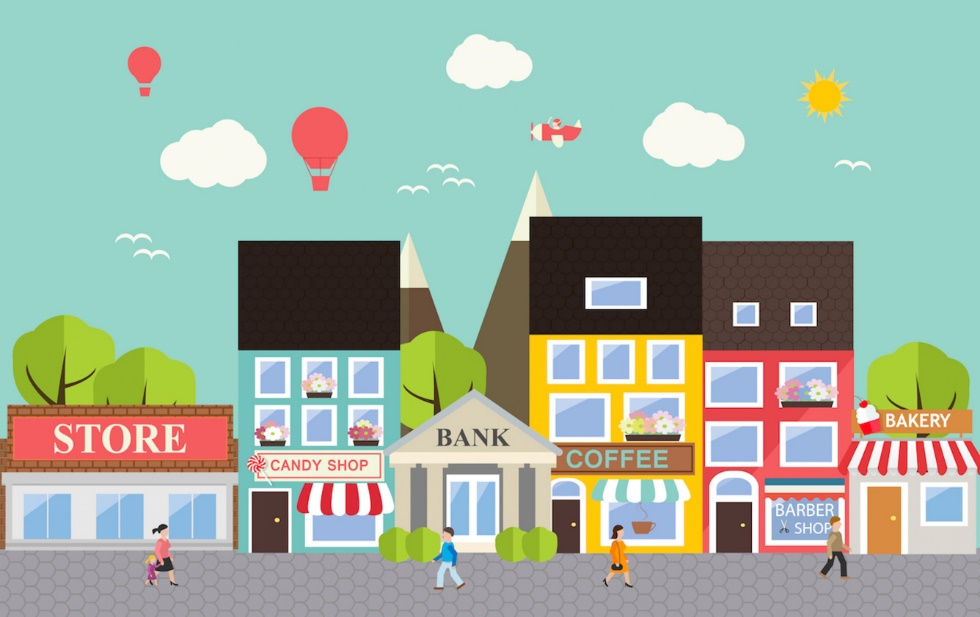 STORE
CANDY SHOP
BANK
COFFEE
BARBER
SHOP
BAKERY